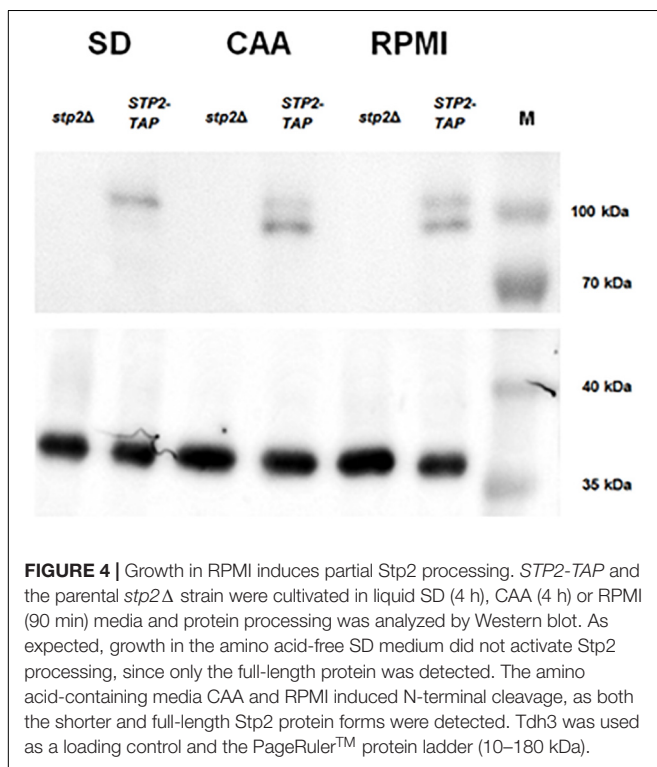 SD CAA RPMI
stp2Δ STP2-TAP stp2Δ STP2-TAP stp2Δ STP2-TAP M
100 kDa
70 kDa
40 kDa
35 kDa
FIGURE 4 | Growth in RPMI induces partial Stp2 processing. STP2-TAP and
the parental stp2Δ strain were cultivated in liquid SD (4 h), CAA (4 h) or RPMI
(90 min) media and protein processing was analyzed by Western blot. As
expected, growth in the amino acid-free SD medium did not activate Stp2
processing, since only the full-length protein was detected. The amino
acid-containing media CAA and RPMI induced N-terminal cleavage, as both
the shorter and full-length Stp2 protein forms were detected. Tdh3 was used
as a loading control and the PageRuler™ protein ladder (10–180 kDa).